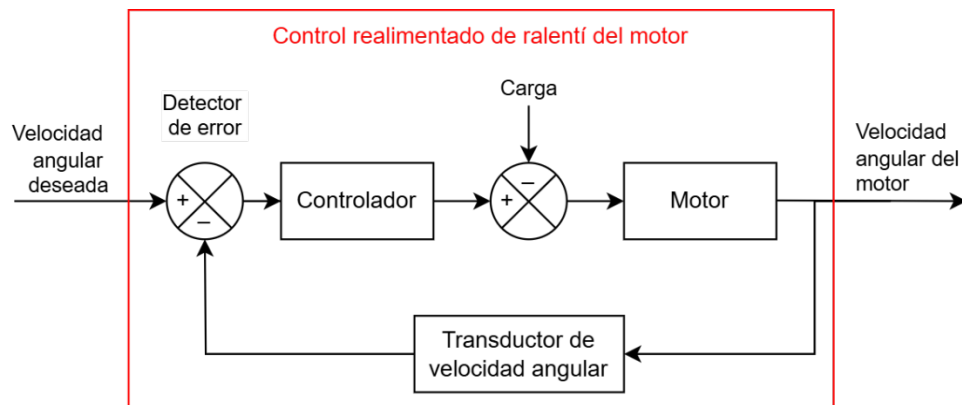 Control realimentado de ralentí del motor
Detector
de error
Carga
Velocidad
angular
deseada
Velocidad
angular del
motor
+
−
Controlador
−
+
Motor
Transductor de
velocidad angular